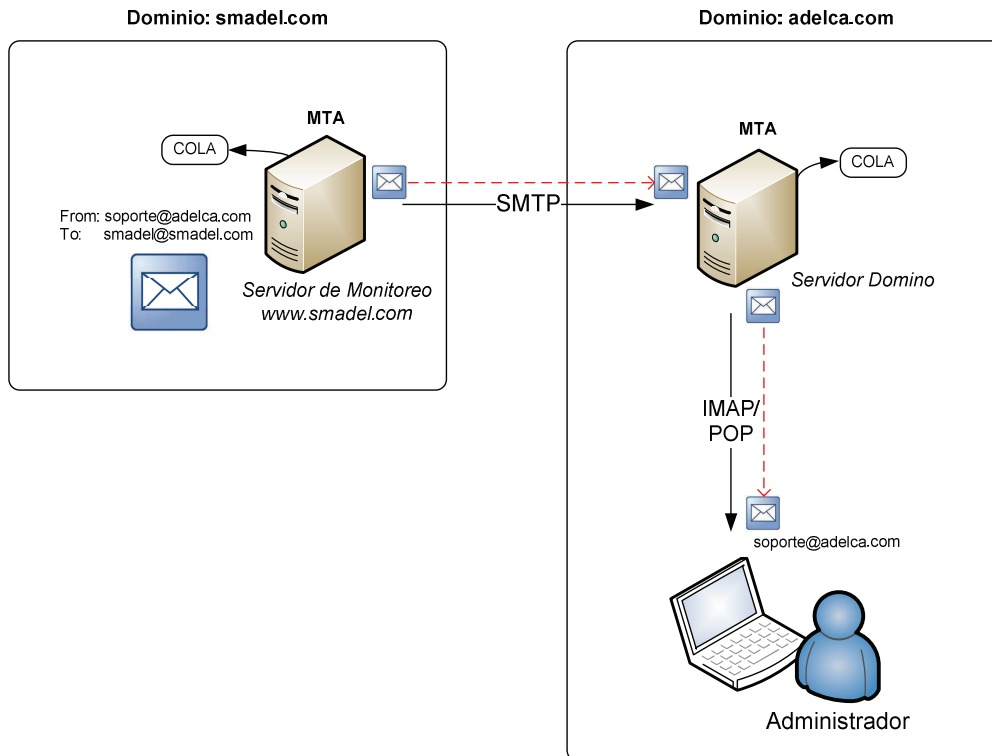 Dominio: smadel.com
Dominio: adelca.com
MTA
COLA
From: soporte@adelca.com
To: smadel@smadel.com
Servidor de Monitoreo
www.smadel.com
SMTP
MTA
COLA
Servidor Domino
IMAP/
POP
soporte@adelca.com
Administrador